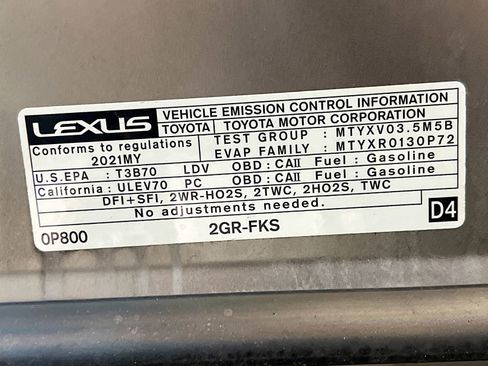 LEXUS VEHICLE EMISSION CONTROL INFORMATION
TOYOTA TOYOTA MOTOR CORPORATION
Conforms to regulations TEST GROUP : MTYXV03.5M5B
2021MY EVAP FAMILY : MTYXR0130P72
U.S.EPA : T3B70 LDV OBD : CAII Fuel : Gasoline
California : ULEV70 PC OBD : CAII Fuel : Gasoline
DFI+SFI, 2WR-HO2S, 2TWC, 2HO2S, TWC
No adjustments needed.
0P800 2GR-FKS D4